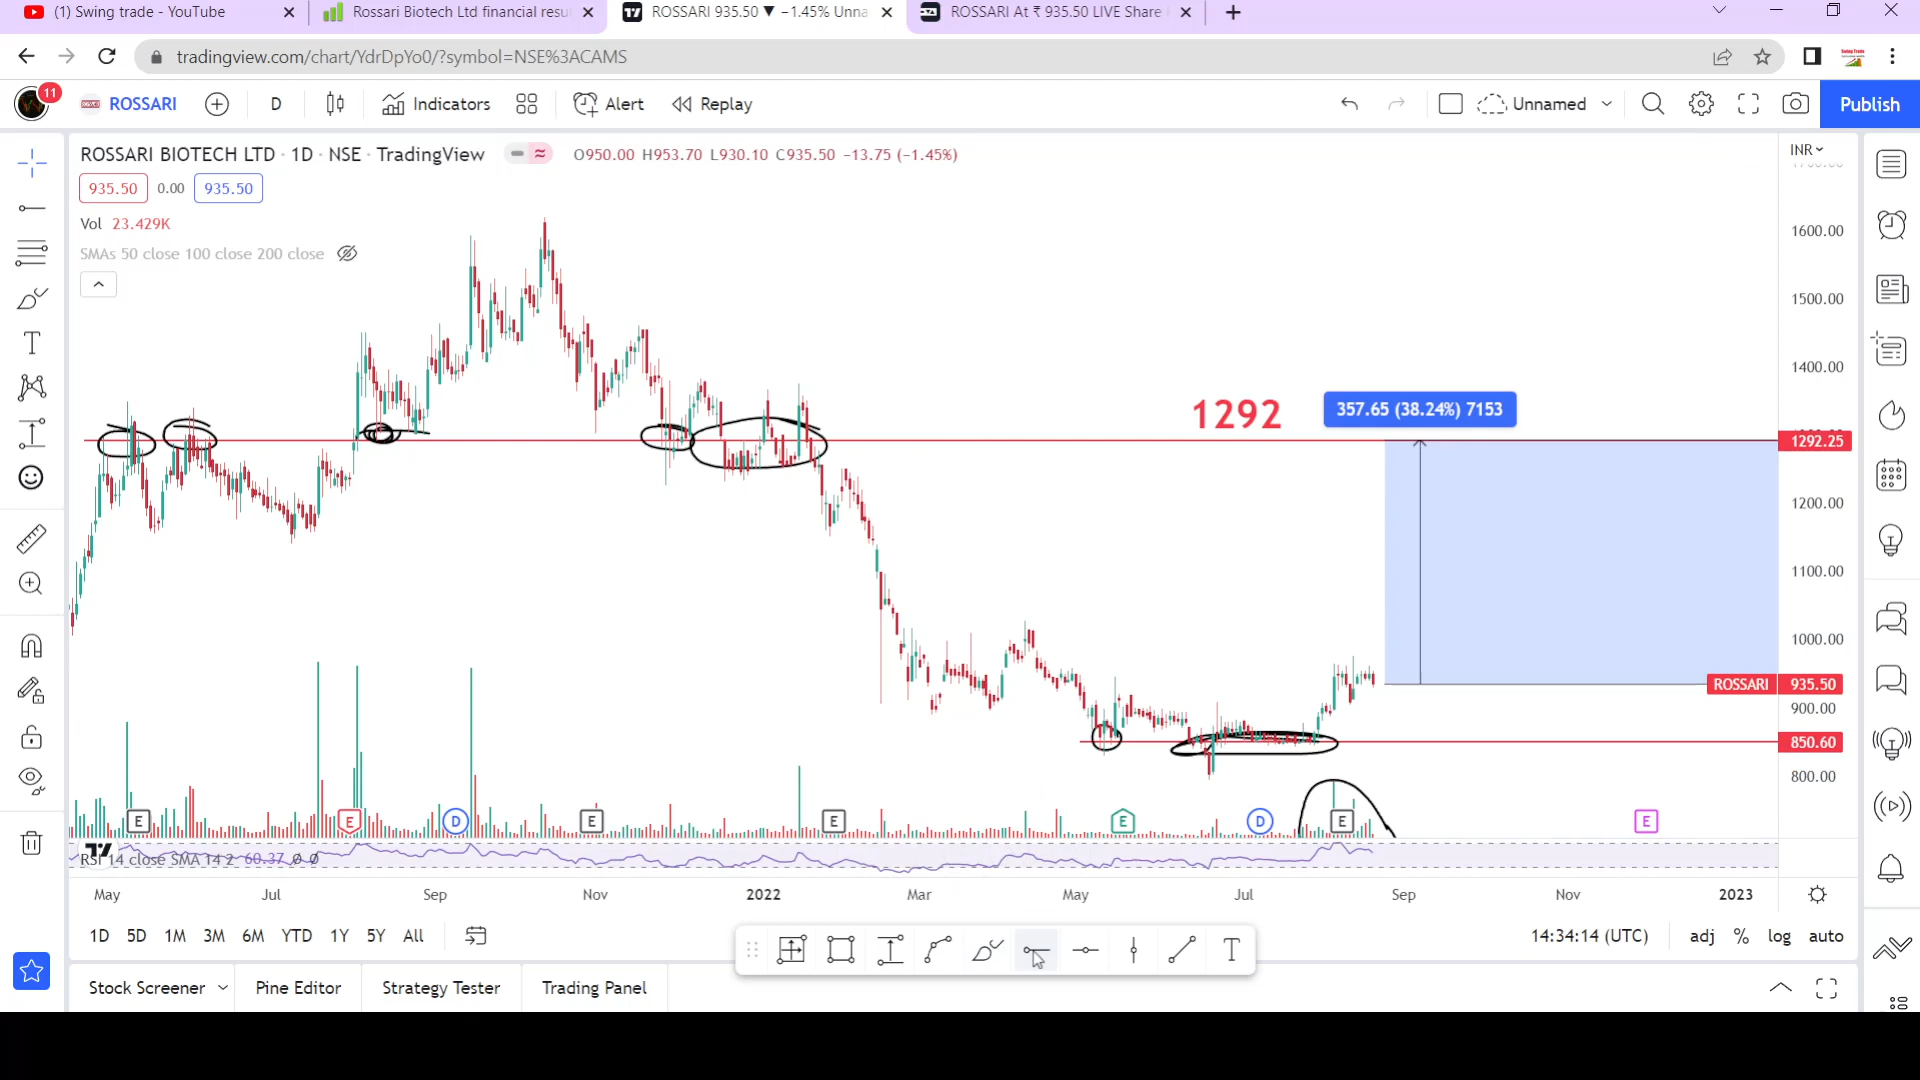 (1) Swing trade - YouTube
Rossari Biotech Ltd financial resu
ROSSARI 935.50 ▼ −1.45% Unna
ROSSARI At ₹ 935.50 LIVE Share
tradingview.com/chart/YdrDpYo0/?symbol=NSE%3ACAMS
11
ROSSARI
D
Indicators
Alert
Replay
Unnamed
Publish
ROSSARI BIOTECH LTD · 1D · NSE · TradingView
O950.00 H953.70 L930.10 C935.50 −13.75 (−1.45%)
INR
935.50 0.00 935.50
Vol 23.429K
SMAs 50 close 100 close 200 close
1600.00
1500.00
1400.00
1292
357.65 (38.24%) 7153
1292.25
1200.00
1100.00
1000.00
ROSSARI 935.50
900.00
850.60
800.00
E E D E E E D E E
RSI 14 close SMA 14 2 60.37 Ø Ø
May Jul Sep Nov 2022 Mar May Jul Sep Nov 2023
1D 5D 1M 3M 6M YTD 1Y 5Y All
14:34:14 (UTC)
adj % log auto
T
Stock Screener
Pine Editor
Strategy Tester
Trading Panel